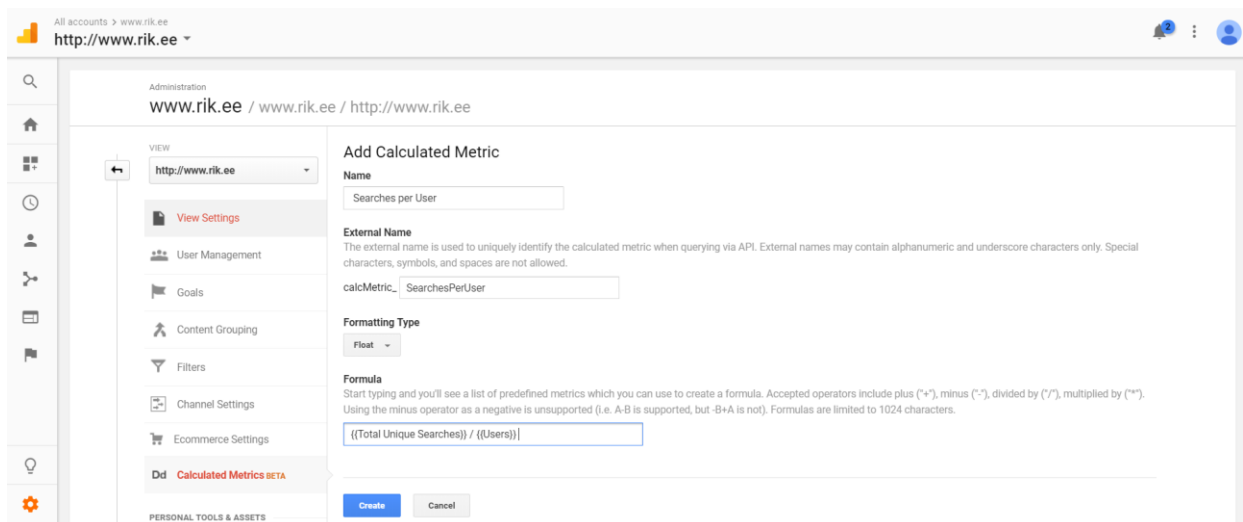 All accounts > www.rik.ee
http://www.rik.ee
2
Administration
www.rik.ee / www.rik.ee / http://www.rik.ee
VIEW
http://www.rik.ee
View Settings
User Management
Goals
Content Grouping
Filters
Channel Settings
Ecommerce Settings
Dd Calculated Metrics BETA
PERSONAL TOOLS & ASSETS
Add Calculated Metric
Name
Searches per User
External Name
The external name is used to uniquely identify the calculated metric when querying via API. External names may contain alphanumeric and underscore characters only. Special
characters, symbols, and spaces are not allowed.
calcMetric_ SearchesPerUser
Formatting Type
Float
Formula
Start typing and you'll see a list of predefined metrics which you can use to create a formula. Accepted operators include plus ("+"), minus ("-"), divided by ("/"), multiplied by ("*").
Using the minus operator as a negative is unsupported (i.e. A-B is supported, but -B+A is not). Formulas are limited to 1024 characters.
{{Total Unique Searches}} / {{Users}}
Create Cancel